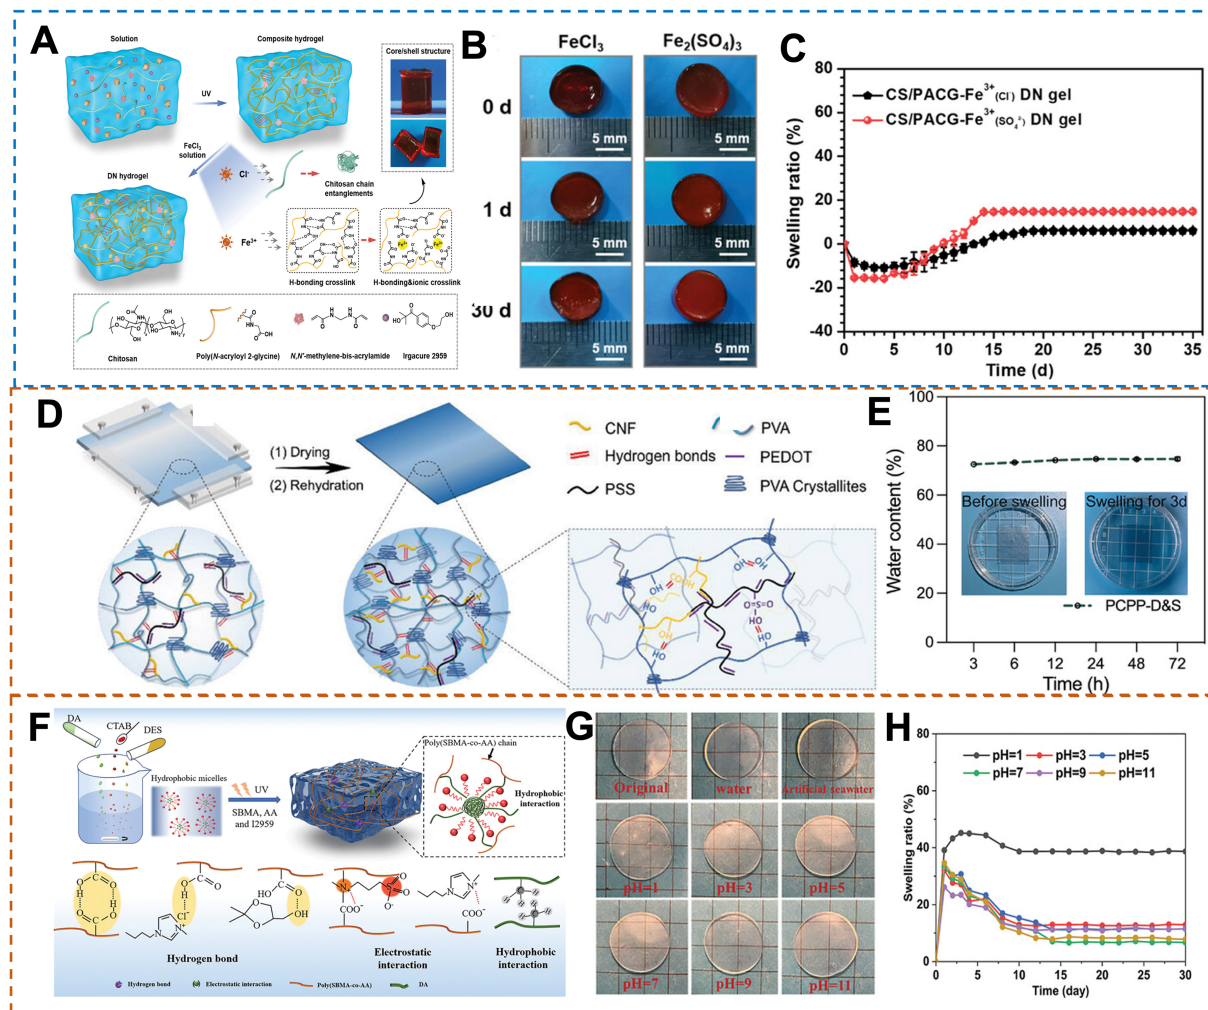 A
Solution
Composite hydrogel
UV
Core/shell structure
FeCl3
solution
DN hydrogel
Cl-
Chitosan chain
entanglements
Fe3+
H-bonding crosslink
H-bonding&ionic crosslink
Chitosan
Poly(N-acryloyl 2-glycine)
N,N'-methylene-bis-acrylamide
Irgacure 2959
B
FeCl3
Fe2(SO4)3
0 d
5 mm
5 mm
1 d
5 mm
5 mm
30 d
5 mm
5 mm
C
CS/PACG-Fe3+(Cl-) DN gel
CS/PACG-Fe3+(SO42-) DN gel
Swelling ratio (%)
80
60
40
20
0
-20
-40
0 5 10 15 20 25 30 35
Time (d)
D
(1) Drying
(2) Rehydration
CNF
PVA
Hydrogen bonds
PEDOT
PSS
PVA Crystallites
E
Water content (%)
100
80
60
40
20
0
Before swelling
Swelling for 3d
PCPP-D&S
3 6 12 24 48 72
Time (h)
F
DA
CTAB
DES
Hydrophobic micelles
UV
SBMA, AA
and I2959
Poly(SBMA-co-AA) chain
Hydrophobic
interaction
Hydrogen bond
Electrostatic
interaction
Hydrophobic
interaction
Hydrogen bond
Electrostatic interaction
Poly(SBMA-co-AA)
DA
G
Original
water
Artificial seawater
pH=1
pH=3
pH=5
pH=7
pH=9
pH=11
H
pH=1 pH=3 pH=5
pH=7 pH=9 pH=11
Swelling ratio (%)
80
60
40
20
0
0 5 10 15 20 25 30
Time (day)